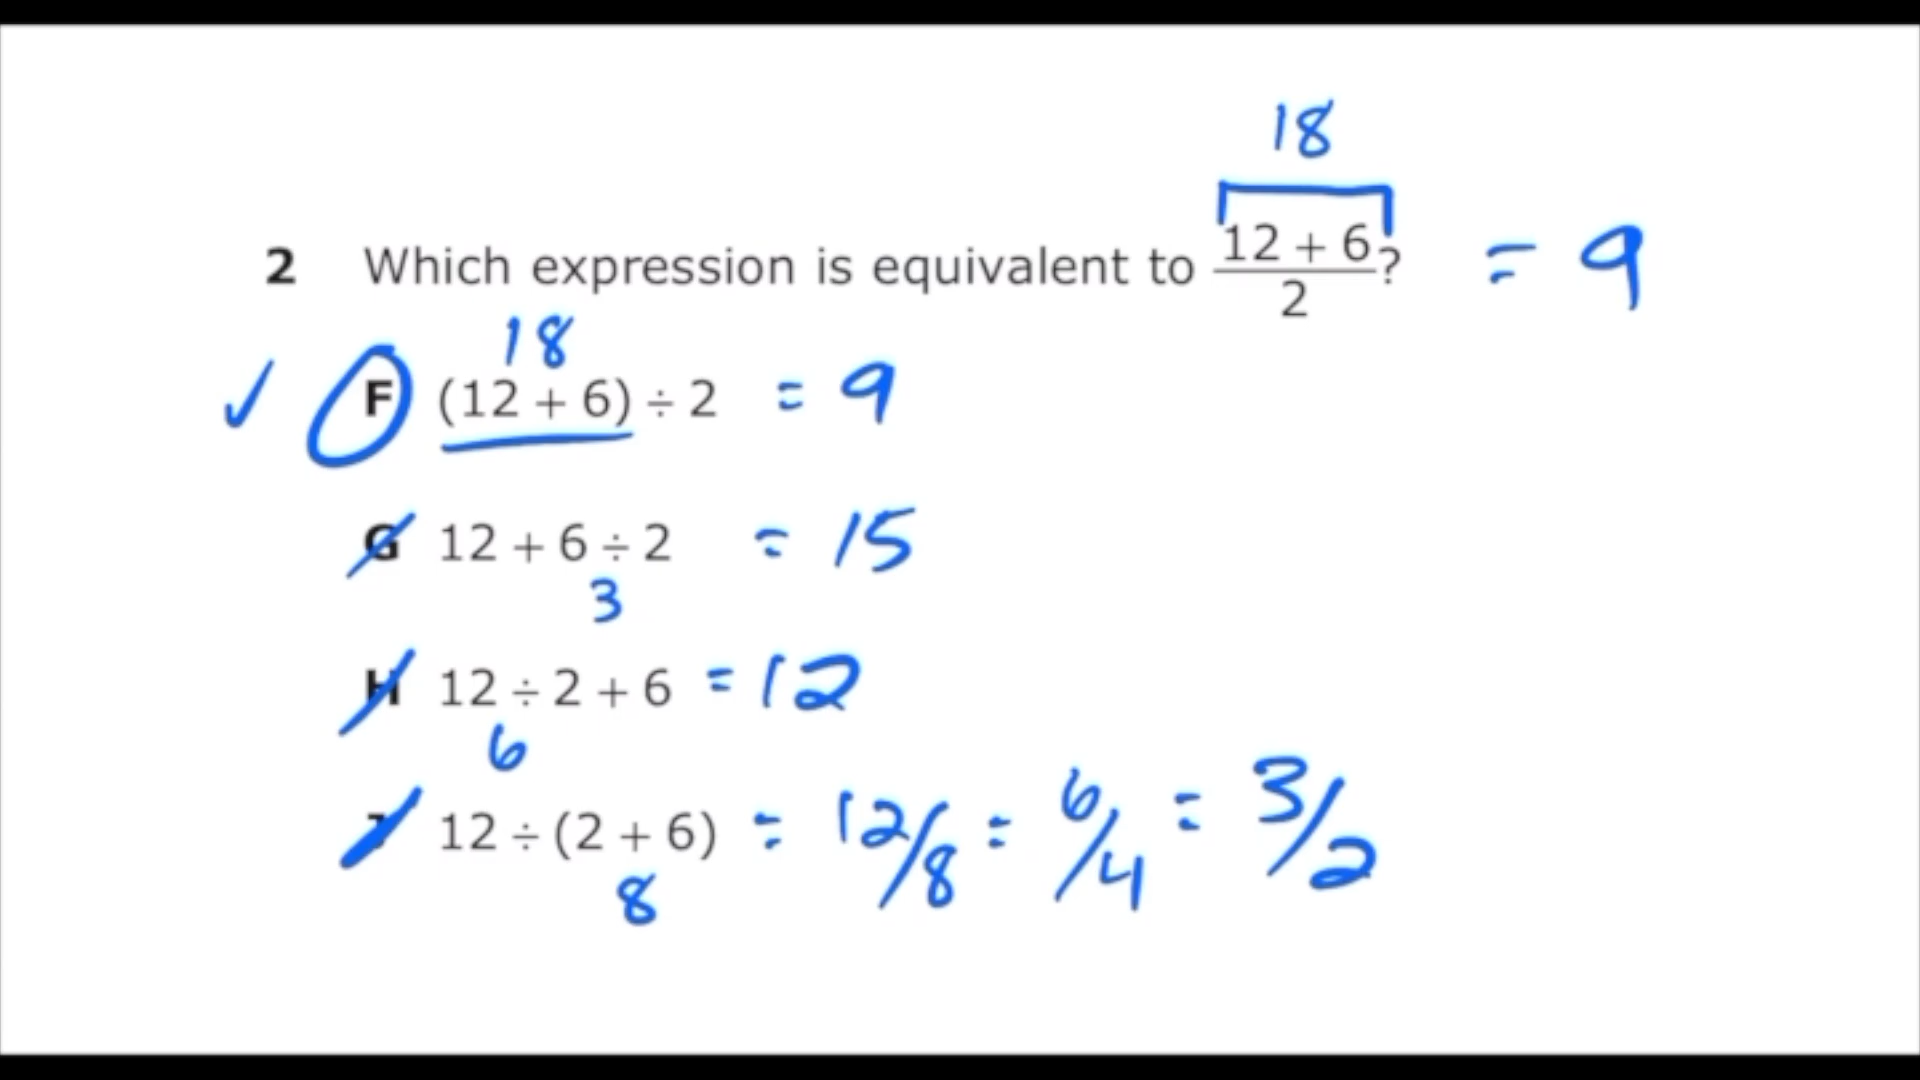 18
2 Which expression is equivalent to (12 + 6)/2? = 9
18
✓ F (12 + 6) ÷ 2 = 9
G 12 + 6 ÷ 2 = 15
3
H 12 ÷ 2 + 6 = 12
6
J 12 ÷ (2 + 6) = 12/8 = 6/4 = 3/2
8